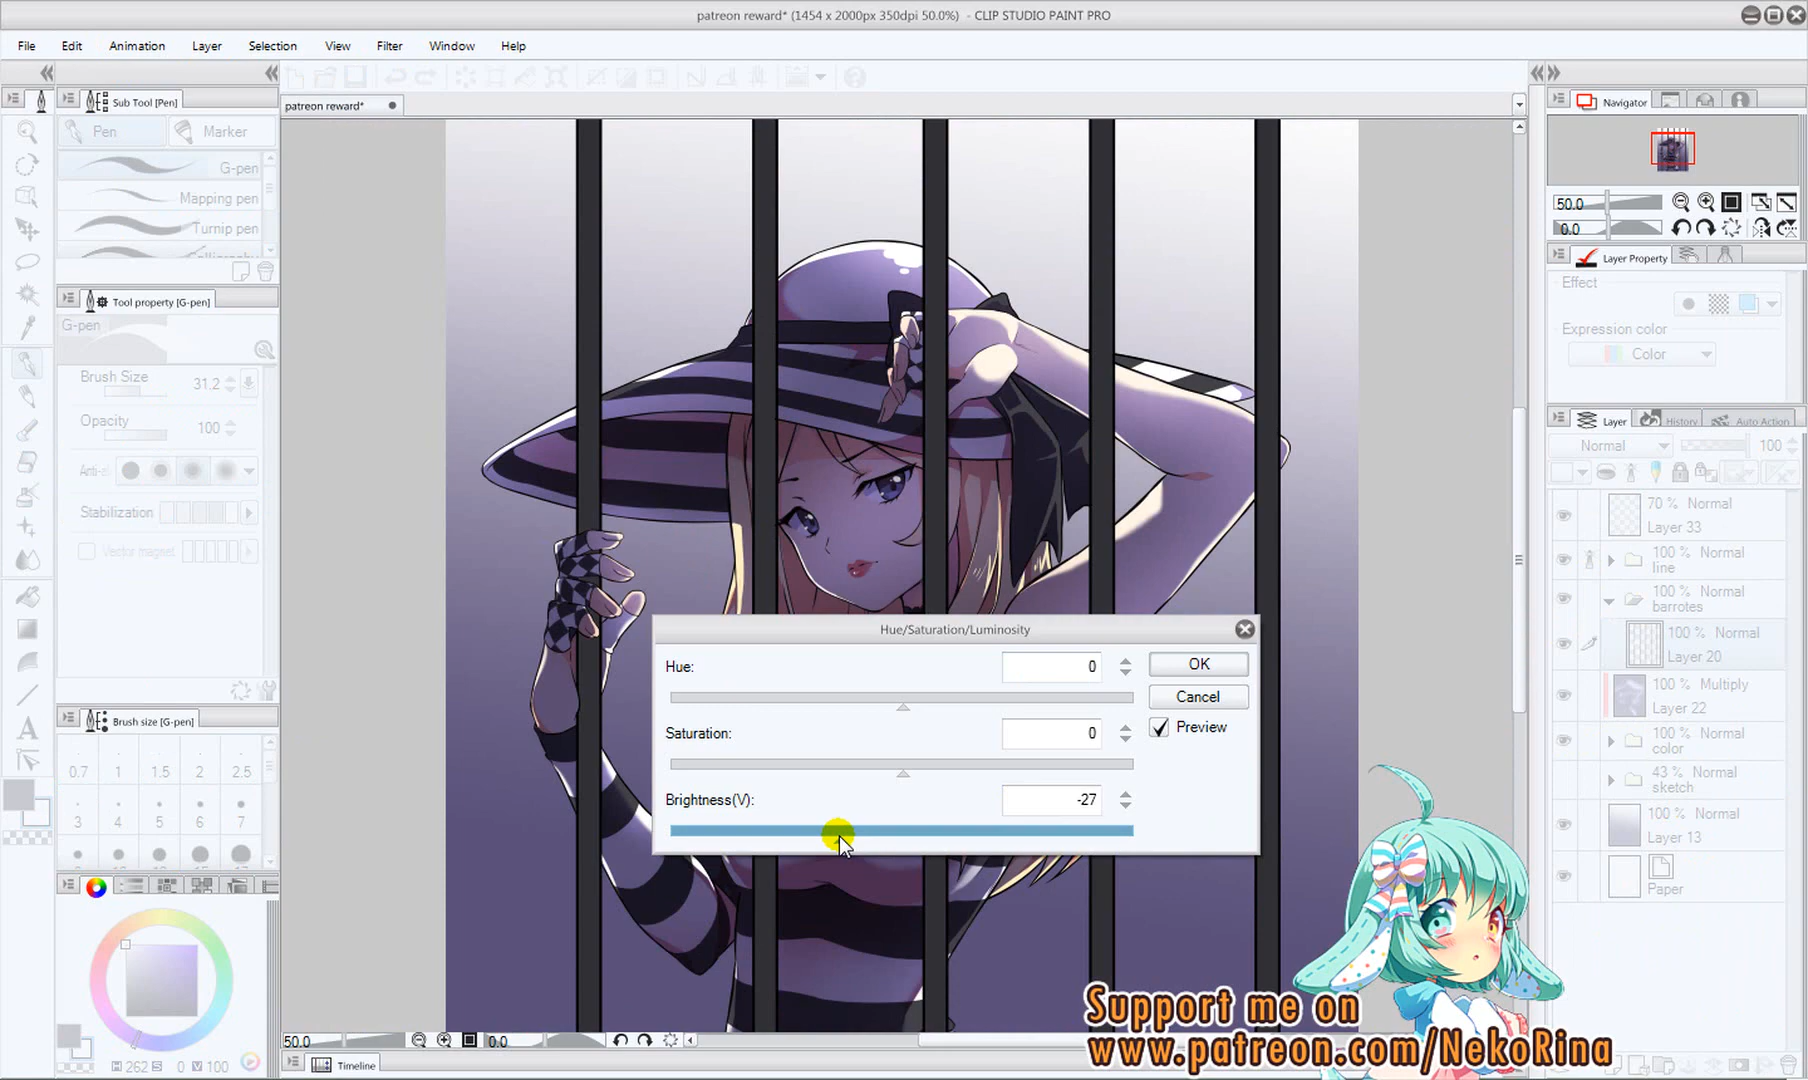 patreon reward* (1454 x 2000px 350dpi 50.0%) - CLIP STUDIO PAINT PRO
File Edit Animation Layer Selection View Filter Window Help
Sub Tool [Pen]
patreon reward*
Navigator
Pen Marker
G-pen
Mapping pen
Turnip pen
50.0
0.0
Layer Property
Effect
Expression color
Color
Tool property [G-pen]
G-pen
Brush Size 31.2
Opacity 100
Stabilization
Vector magnet
Layer History Auto Action
Normal 100
70 % Normal
Layer 33
100 % Normal
line
100 % Normal
barrotes
100 % Normal
Layer 20
100 % Multiply
Layer 22
100 % Normal
color
43 % Normal
sketch
100 % Normal
Layer 13
Paper
Hue/Saturation/Luminosity
Hue: 0
OK
Cancel
Saturation: 0
Preview
Brightness(V): -27
Brush size [G-pen]
0.7 1 1.5 2 2.5
3 4 5 6 7
H 262 S 0 V 100
50.0 0.0
Timeline
Support me on
www.patreon.com/NekoRina